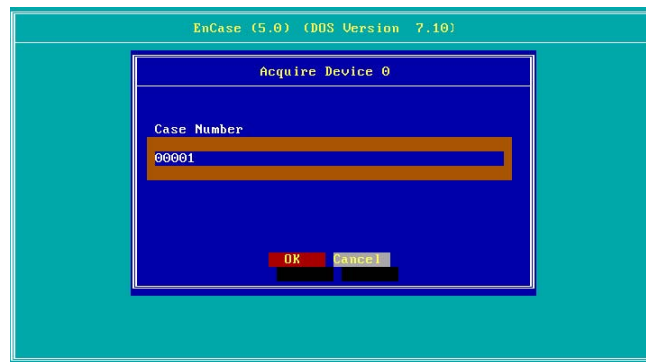 EnCase (5.0) (DOS Version 7.10)
Acquire Device 0
Case Number
00001
OK Cancel